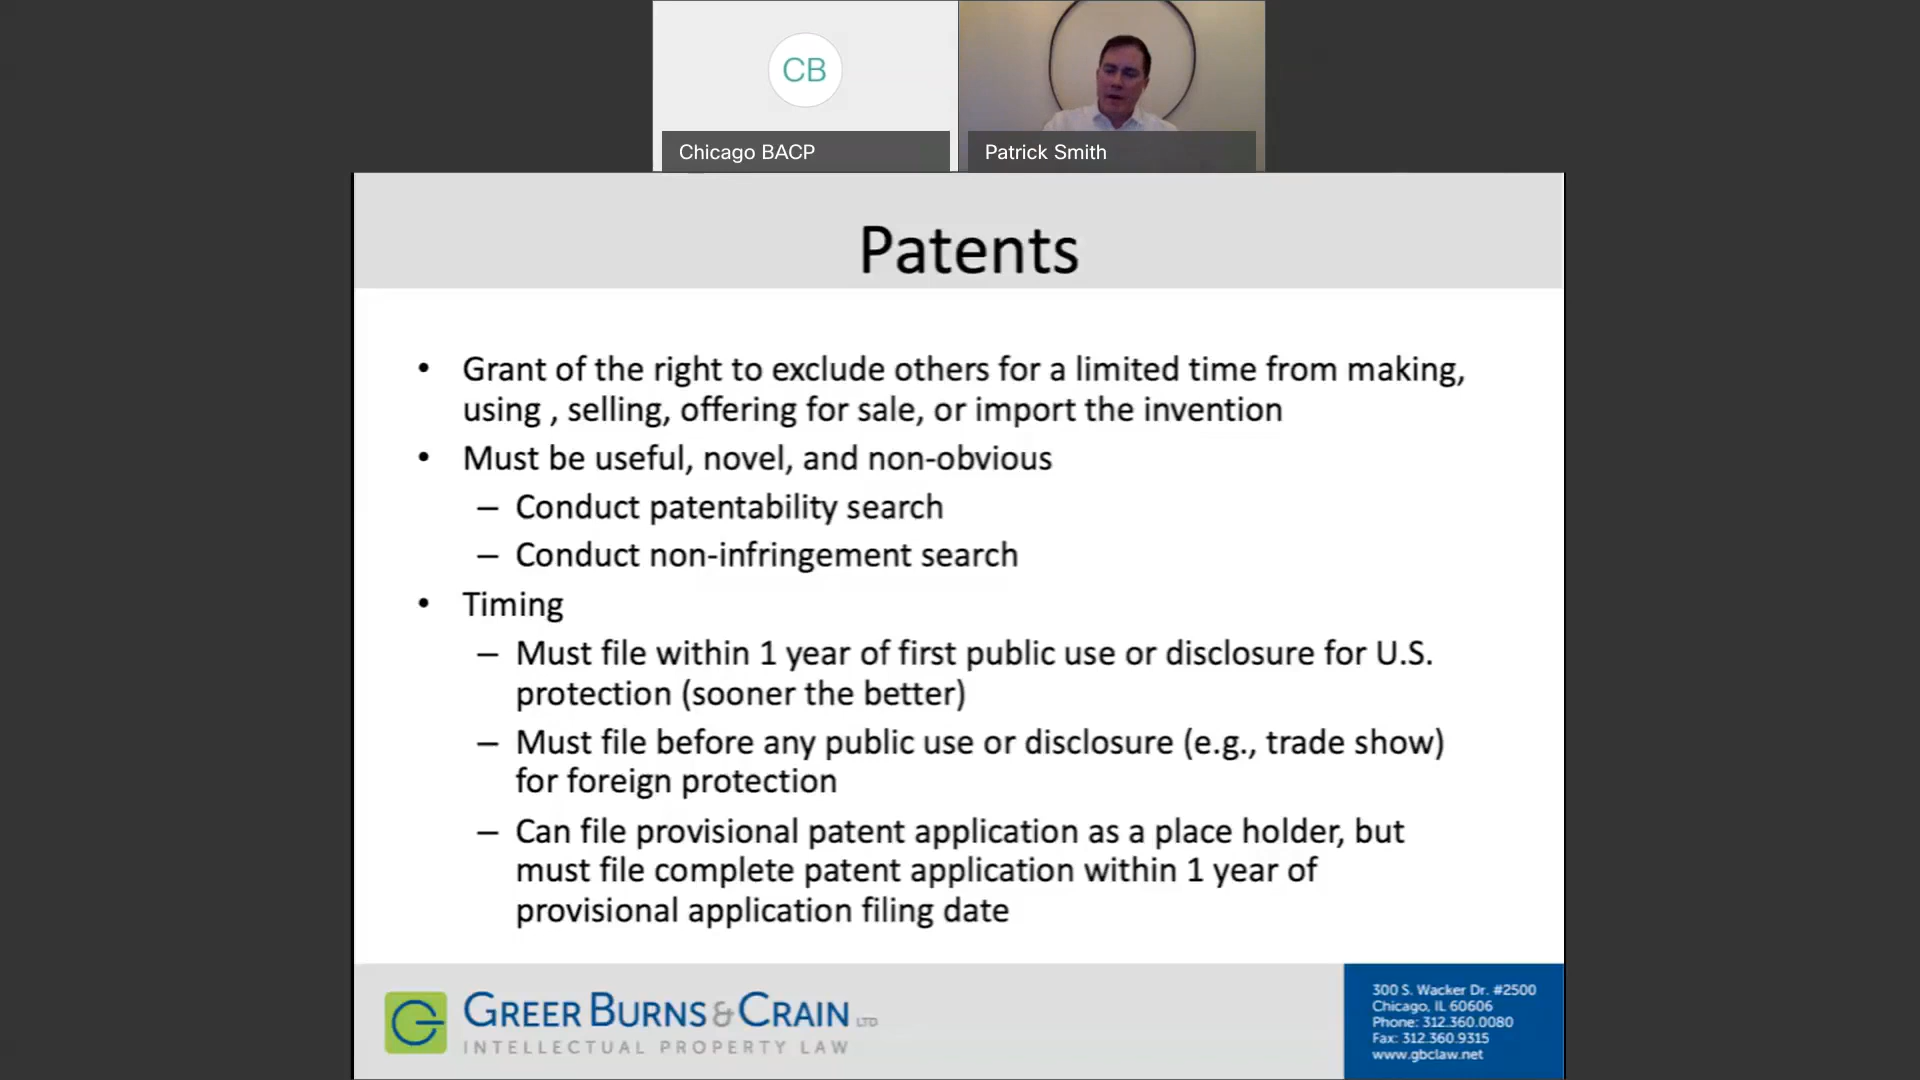 CB
Chicago BACP
Patrick Smith
Patents
• Grant of the right to exclude others for a limited time from making,
using , selling, offering for sale, or import the invention
• Must be useful, novel, and non-obvious
– Conduct patentability search
– Conduct non-infringement search
• Timing
– Must file within 1 year of first public use or disclosure for U.S.
protection (sooner the better)
– Must file before any public use or disclosure (e.g., trade show)
for foreign protection
– Can file provisional patent application as a place holder, but
must file complete patent application within 1 year of
provisional application filing date
GREER BURNS & CRAIN LTD
INTELLECTUAL PROPERTY LAW
300 S. Wacker Dr. #2500
Chicago, IL 60606
Phone: 312.360.0080
Fax: 312.360.9315
www.gbclaw.net